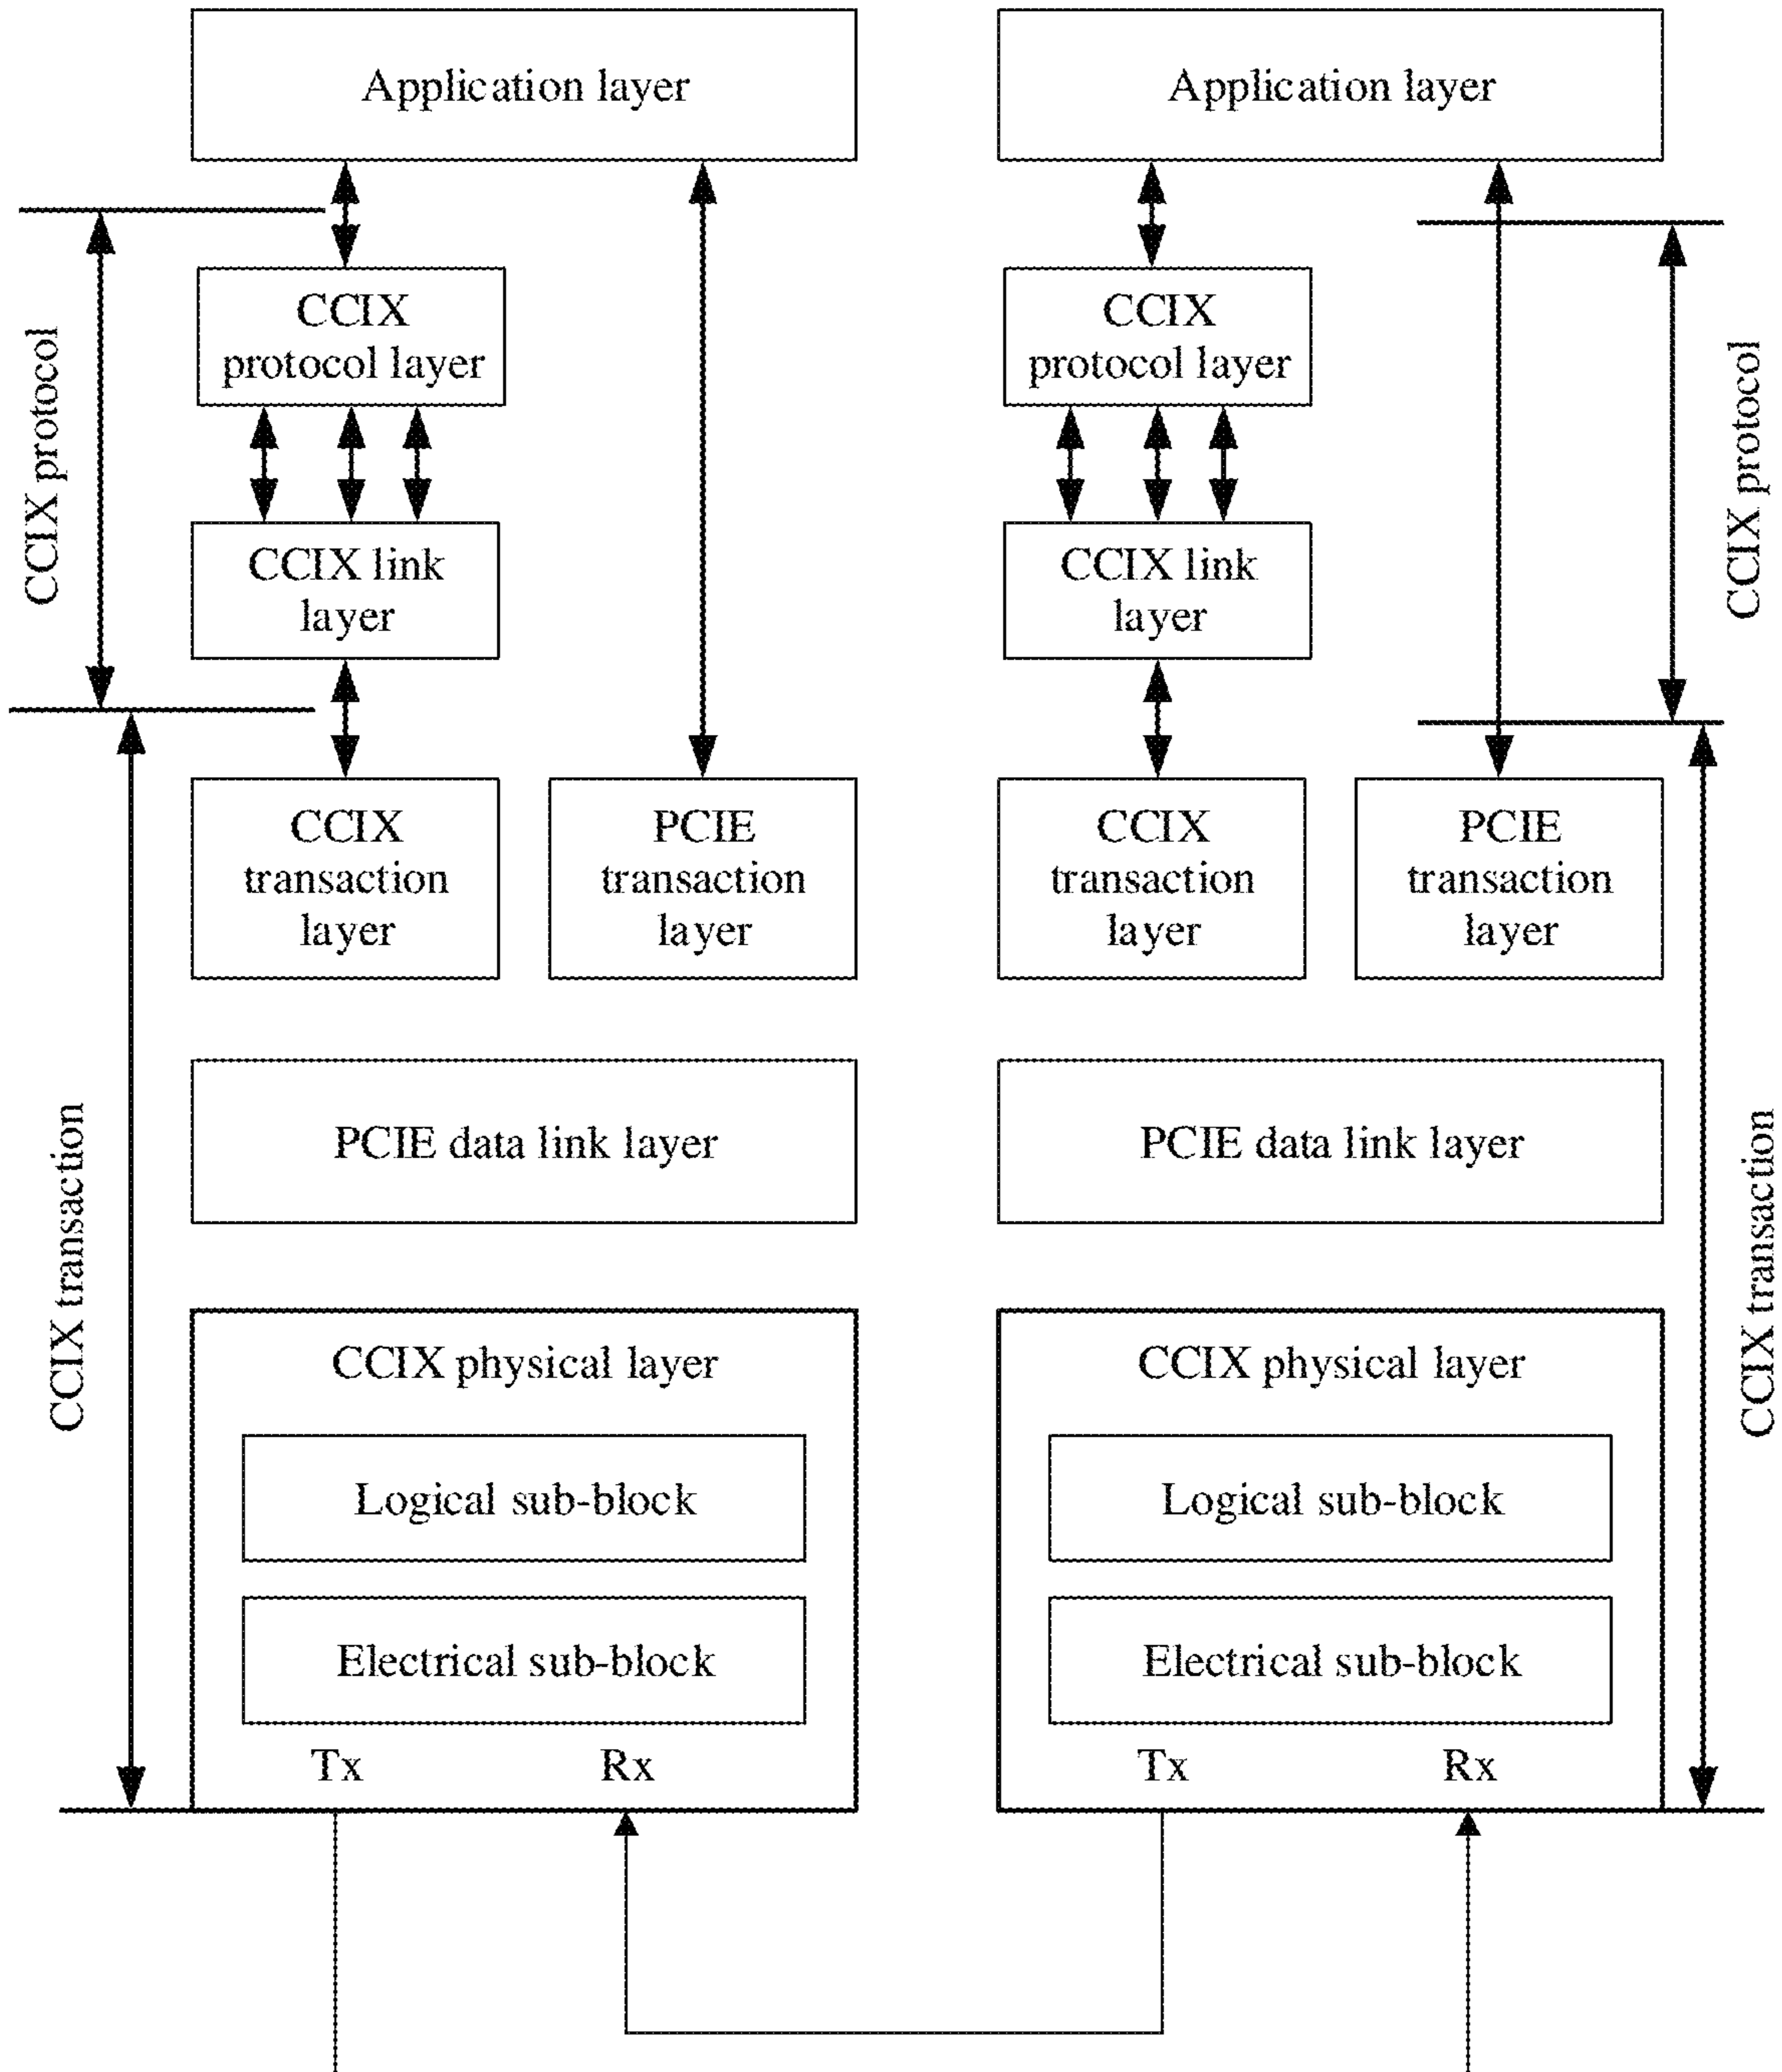 Application layer
CCIX
protocol layer
CCIX link
layer
CCIX
transaction
layer
PCIE
transaction
layer
PCIE data link layer
CCIX physical layer
Logical sub-block
Electrical sub-block
Tx
Rx
CCIX protocol
CCIX transaction
Application layer
CCIX
protocol layer
CCIX link
layer
CCIX
transaction
layer
PCIE
transaction
layer
PCIE data link layer
CCIX physical layer
Logical sub-block
Electrical sub-block
Tx
Rx
CCIX protocol
CCIX transaction